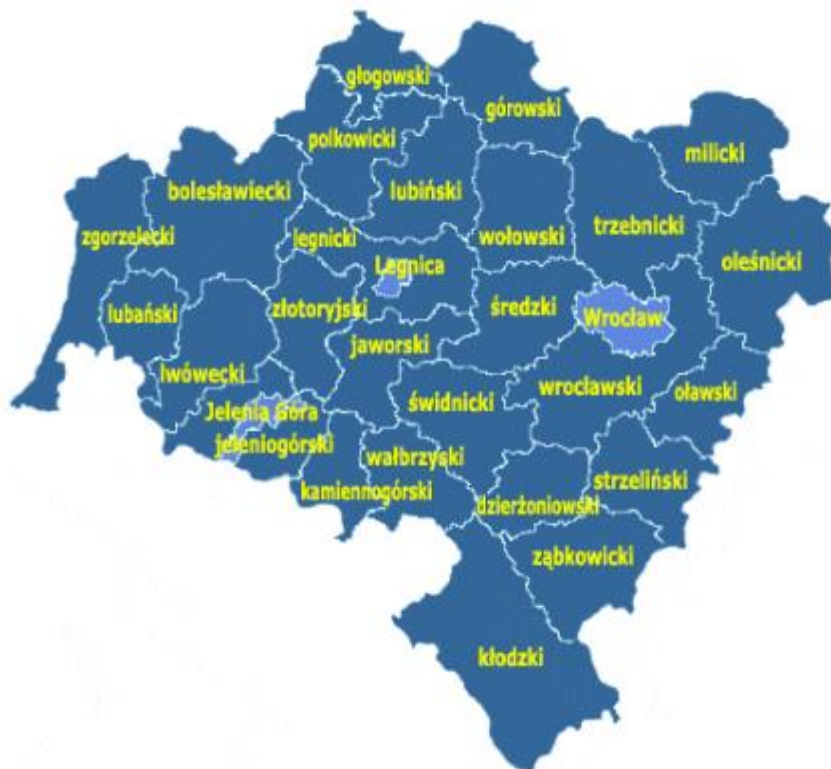 głogowski
górowski
polkowicki
milicki
bolesławiecki
lubiński
trzebnicki
zgorzelecki
legnicki
wołowski
Legnica
oleśnicki
lubański
złotoryjski
średzki
Wrocław
jaworski
lwówecki
wrocławski
oławski
Jelenia Góra
świdnicki
jeleniogórski
wałbrzyski
strzeliński
kamiennogórski
dzierżoniowski
ząbkowicki
kłodzki